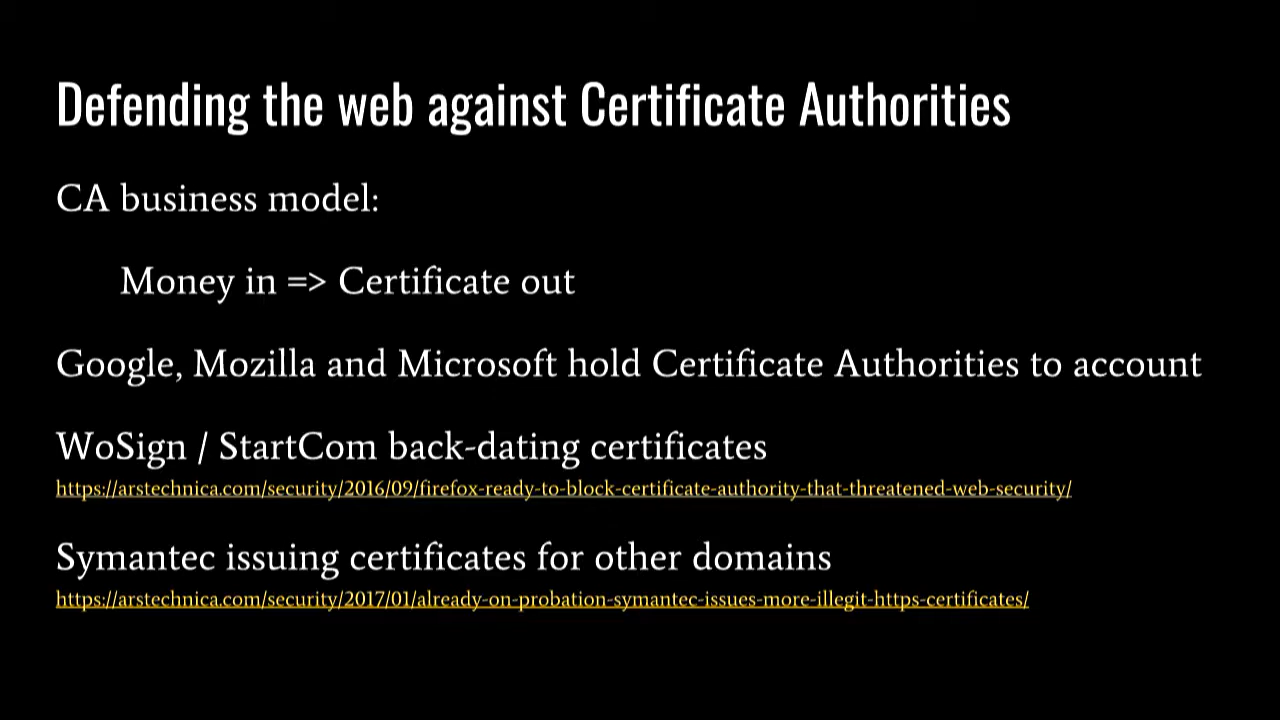 Defending the web against Certificate Authorities
CA business model:
Money in => Certificate out
Google, Mozilla and Microsoft hold Certificate Authorities to account
WoSign / StartCom back-dating certificates
https://arstechnica.com/security/2016/09/firefox-ready-to-block-certificate-authority-that-threatened-web-security/
Symantec issuing certificates for other domains
https://arstechnica.com/security/2017/01/already-on-probation-symantec-issues-more-illegit-https-certificates/